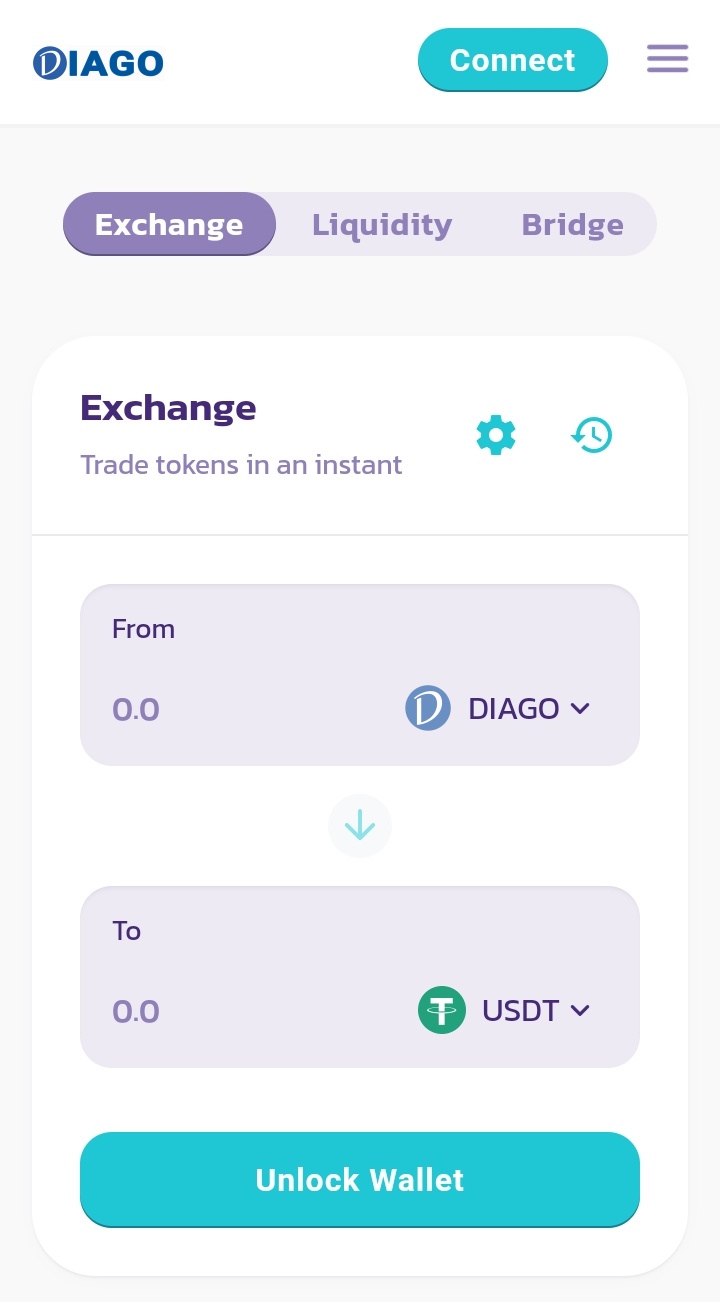 DIAGO
Connect
Exchange Liquidity Bridge
Exchange
Trade tokens in an instant
From
0.0 DIAGO
To
0.0 USDT
Unlock Wallet